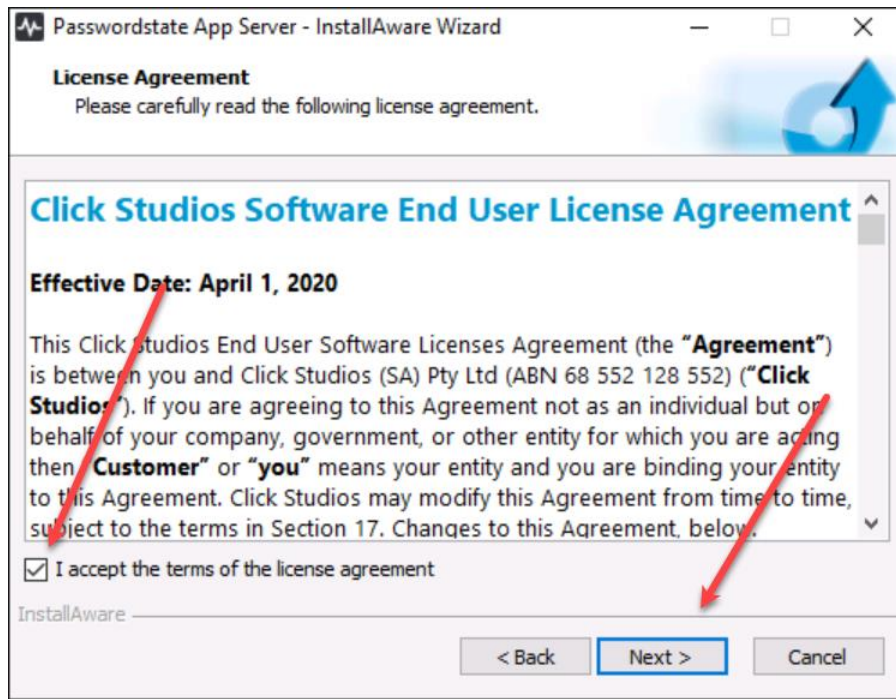 Passwordstate App Server - InstallAware Wizard
License Agreement
Please carefully read the following license agreement.
Click Studios Software End User License Agreement
Effective Date: April 1, 2020
This Click Studios End User Software Licenses Agreement (the “Agreement”)
is between you and Click Studios (SA) Pty Ltd (ABN 68 552 128 552) (“Click
Studios”). If you are agreeing to this Agreement not as an individual but on
behalf of your company, government, or other entity for which you are acting
then “Customer” or “you” means your entity and you are binding your entity
to this Agreement. Click Studios may modify this Agreement from time to time,
subject to the terms in Section 17. Changes to this Agreement, below.
I accept the terms of the license agreement
InstallAware
< Back Next > Cancel